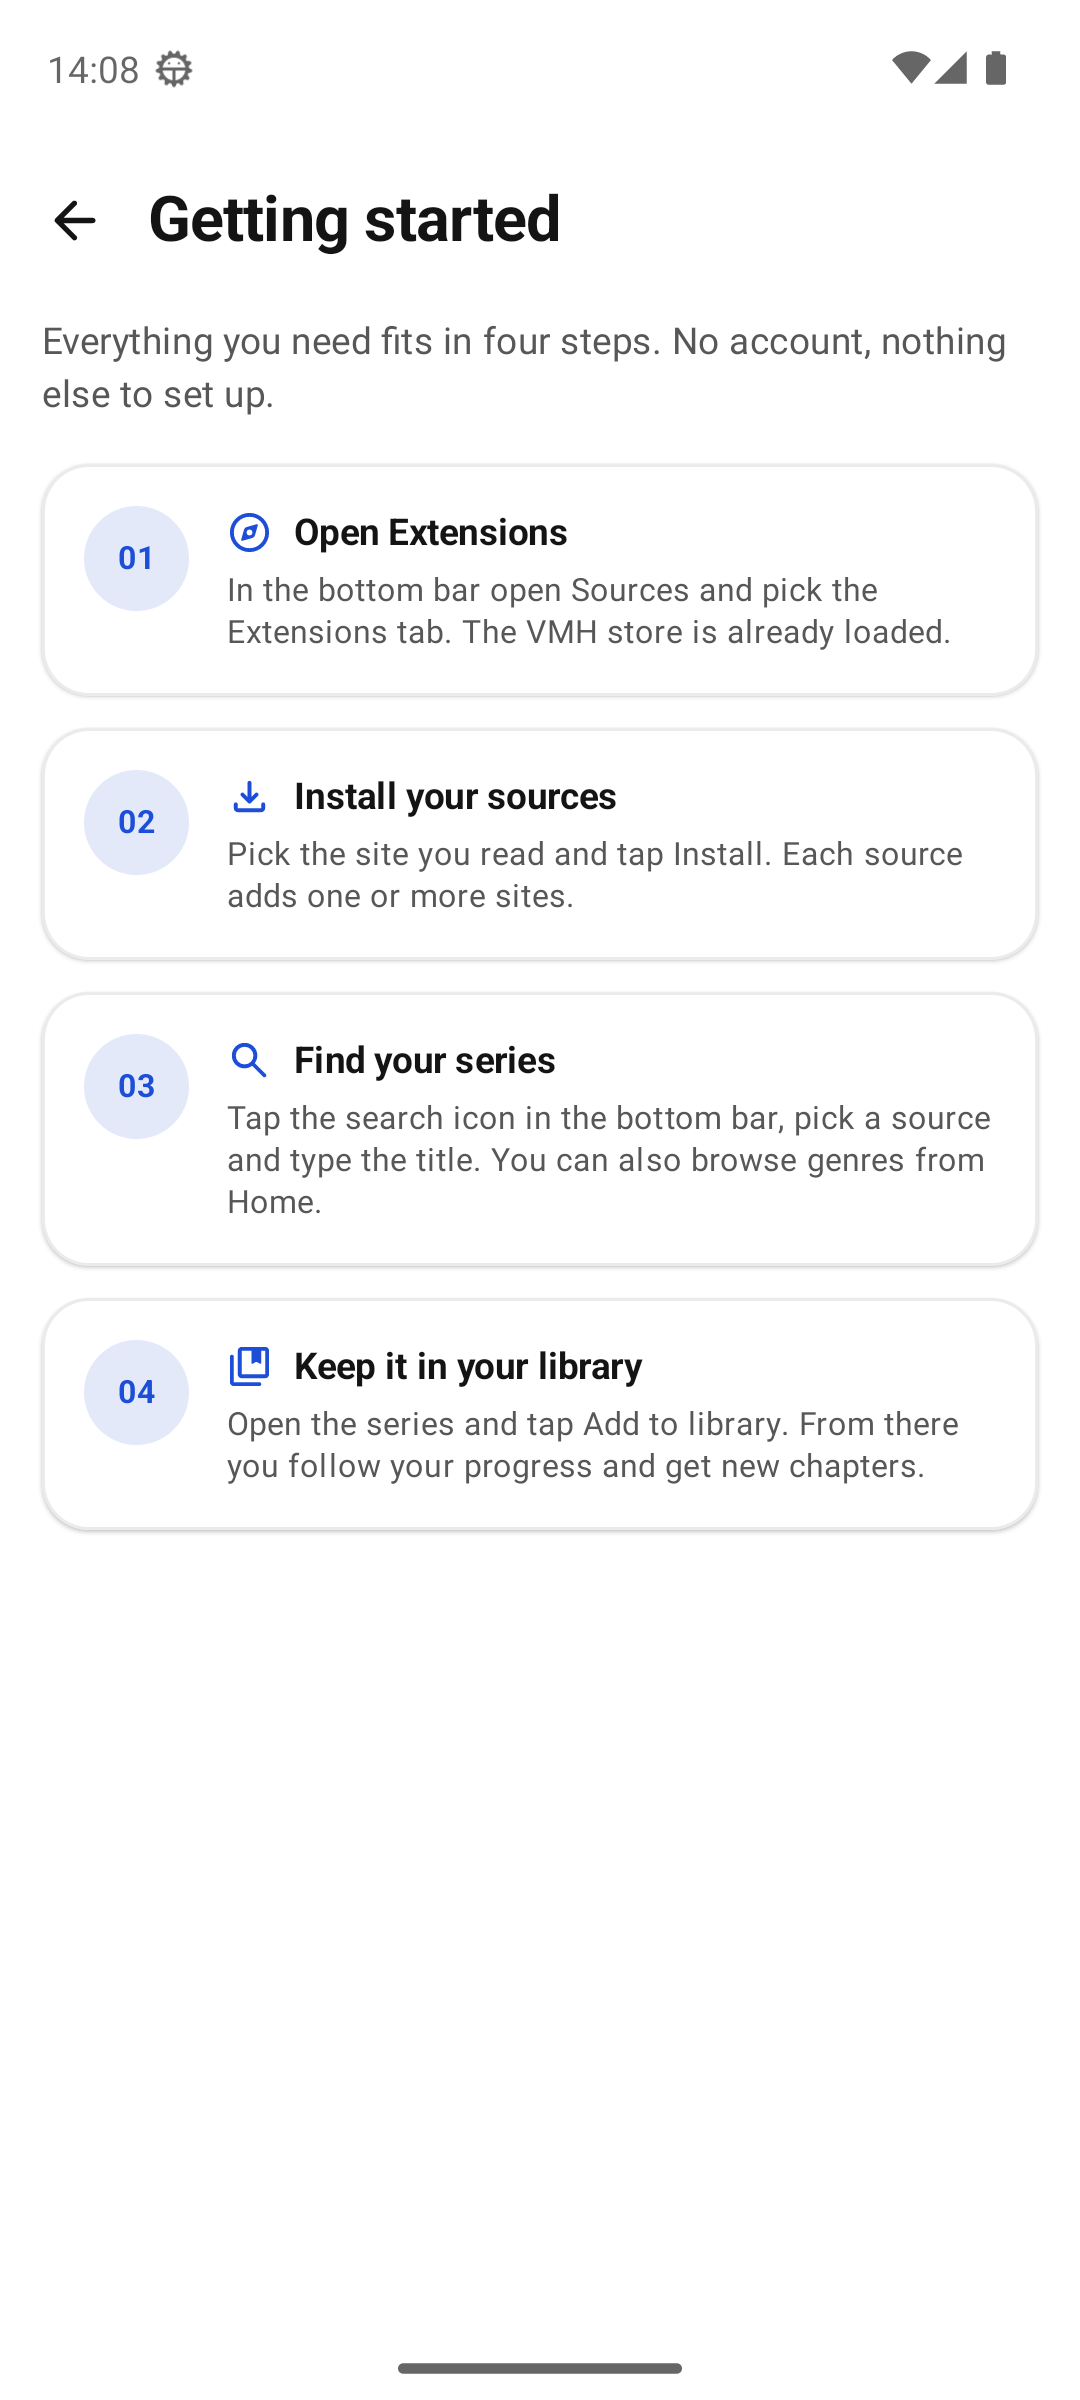 14:08
Getting started
Everything you need fits in four steps. No account, nothing
else to set up.
01
Open Extensions
In the bottom bar open Sources and pick the
Extensions tab. The VMH store is already loaded.
02
Install your sources
Pick the site you read and tap Install. Each source
adds one or more sites.
03
Find your series
Tap the search icon in the bottom bar, pick a source
and type the title. You can also browse genres from
Home.
04
Keep it in your library
Open the series and tap Add to library. From there
you follow your progress and get new chapters.